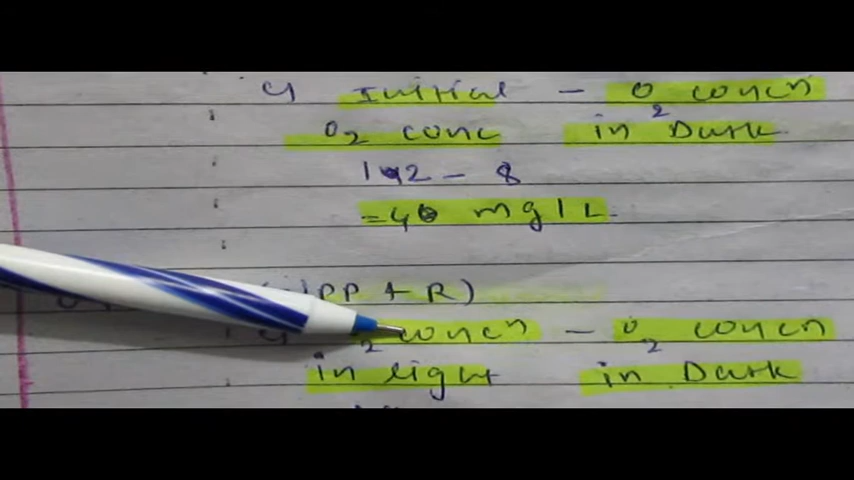 ↳ Initial - O2 concn
O2 conc in Dark
12 - 8
= 4 mg/L
PP + R)
2 concn - O2 concn
in light in Dark